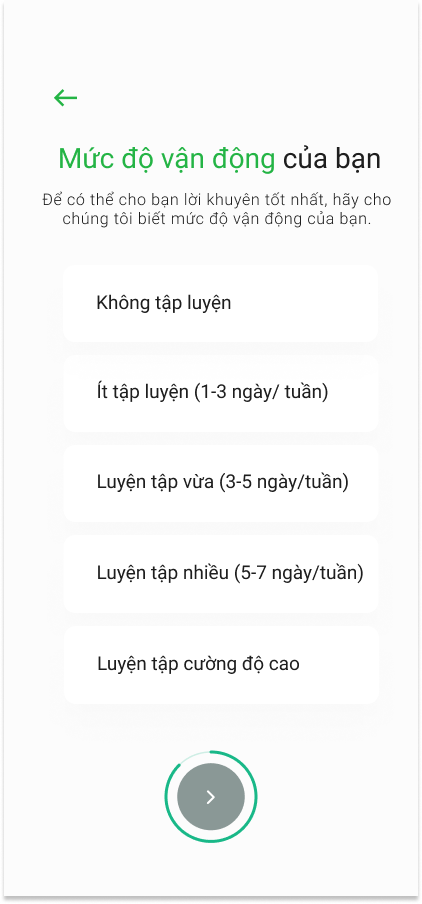 Mức độ vận động của bạn
Để có thể cho bạn lời khuyên tốt nhất, hãy cho
chúng tôi biết mức độ vận động của bạn.
Không tập luyện
Ít tập luyện (1-3 ngày/ tuần)
Luyện tập vừa (3-5 ngày/tuần)
Luyện tập nhiều (5-7 ngày/tuần)
Luyện tập cường độ cao